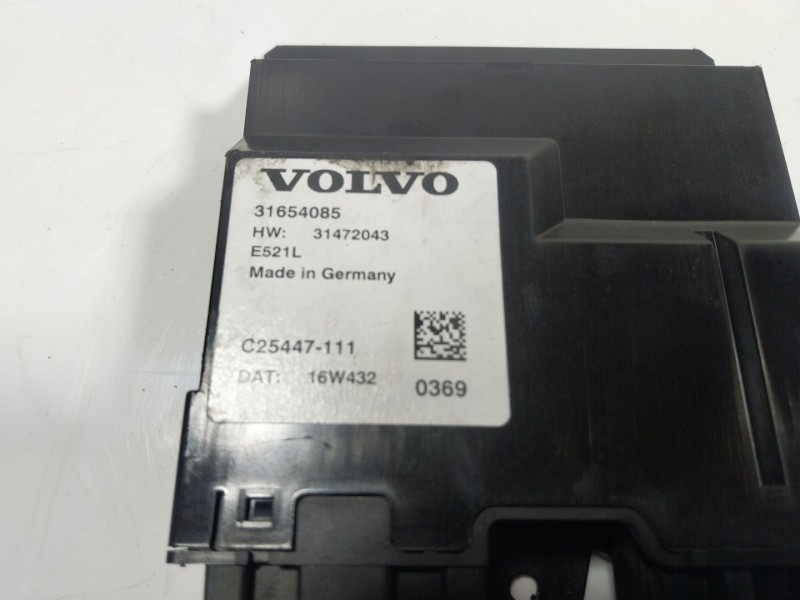 VOLVO
31654085
HW: 31472043
E521L
Made in Germany
C25447-111
DAT: 16W432 0369